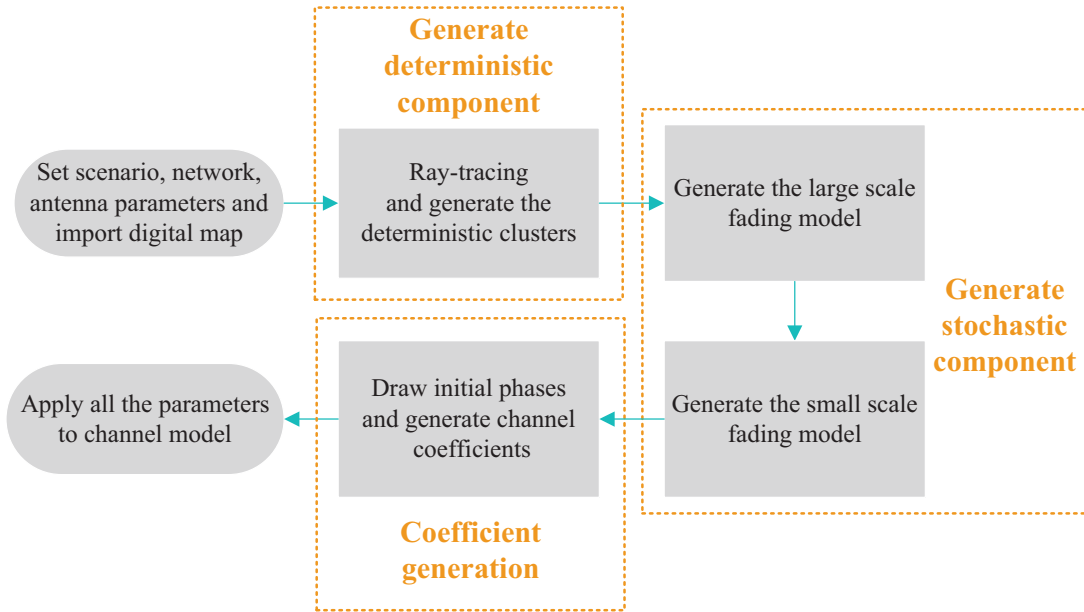 Generate
deterministic
component
Set scenario, network,
antenna parameters and
import digital map
Ray-tracing
and generate the
deterministic clusters
Generate the large scale
fading model
Generate
stochastic
component
Generate the small scale
fading model
Draw initial phases
and generate channel
coefficients
Coefficient
generation
Apply all the parameters
to channel model